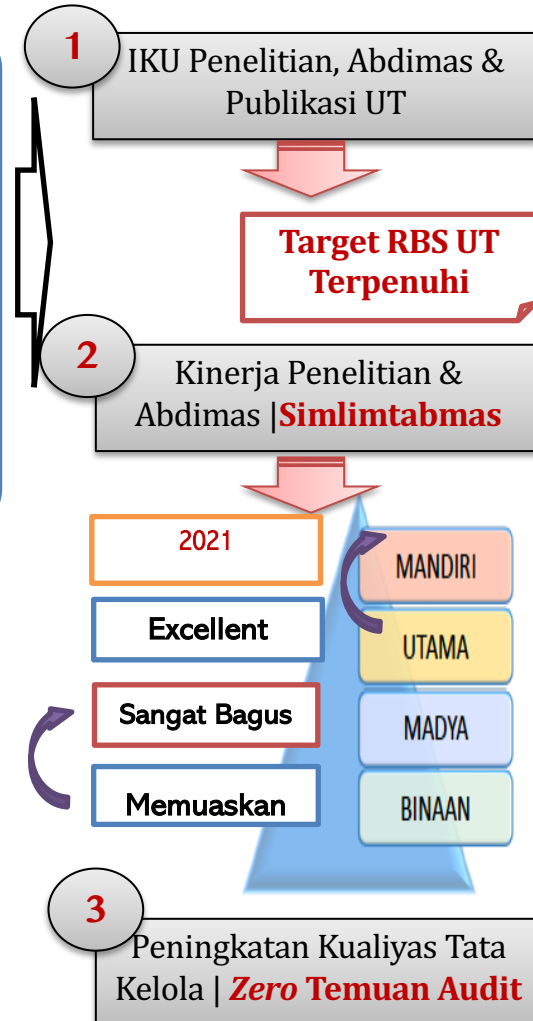 1
IKU Penelitian, Abdimas &
Publikasi UT
Target RBS UT
Terpenuhi
2
Kinerja Penelitian &
Abdimas |Simlimtabmas
2021
Excellent
Sangat Bagus
Memuaskan
MANDIRI
UTAMA
MADYA
BINAAN
3
Peningkatan Kualiyas Tata
Kelola | Zero Temuan Audit